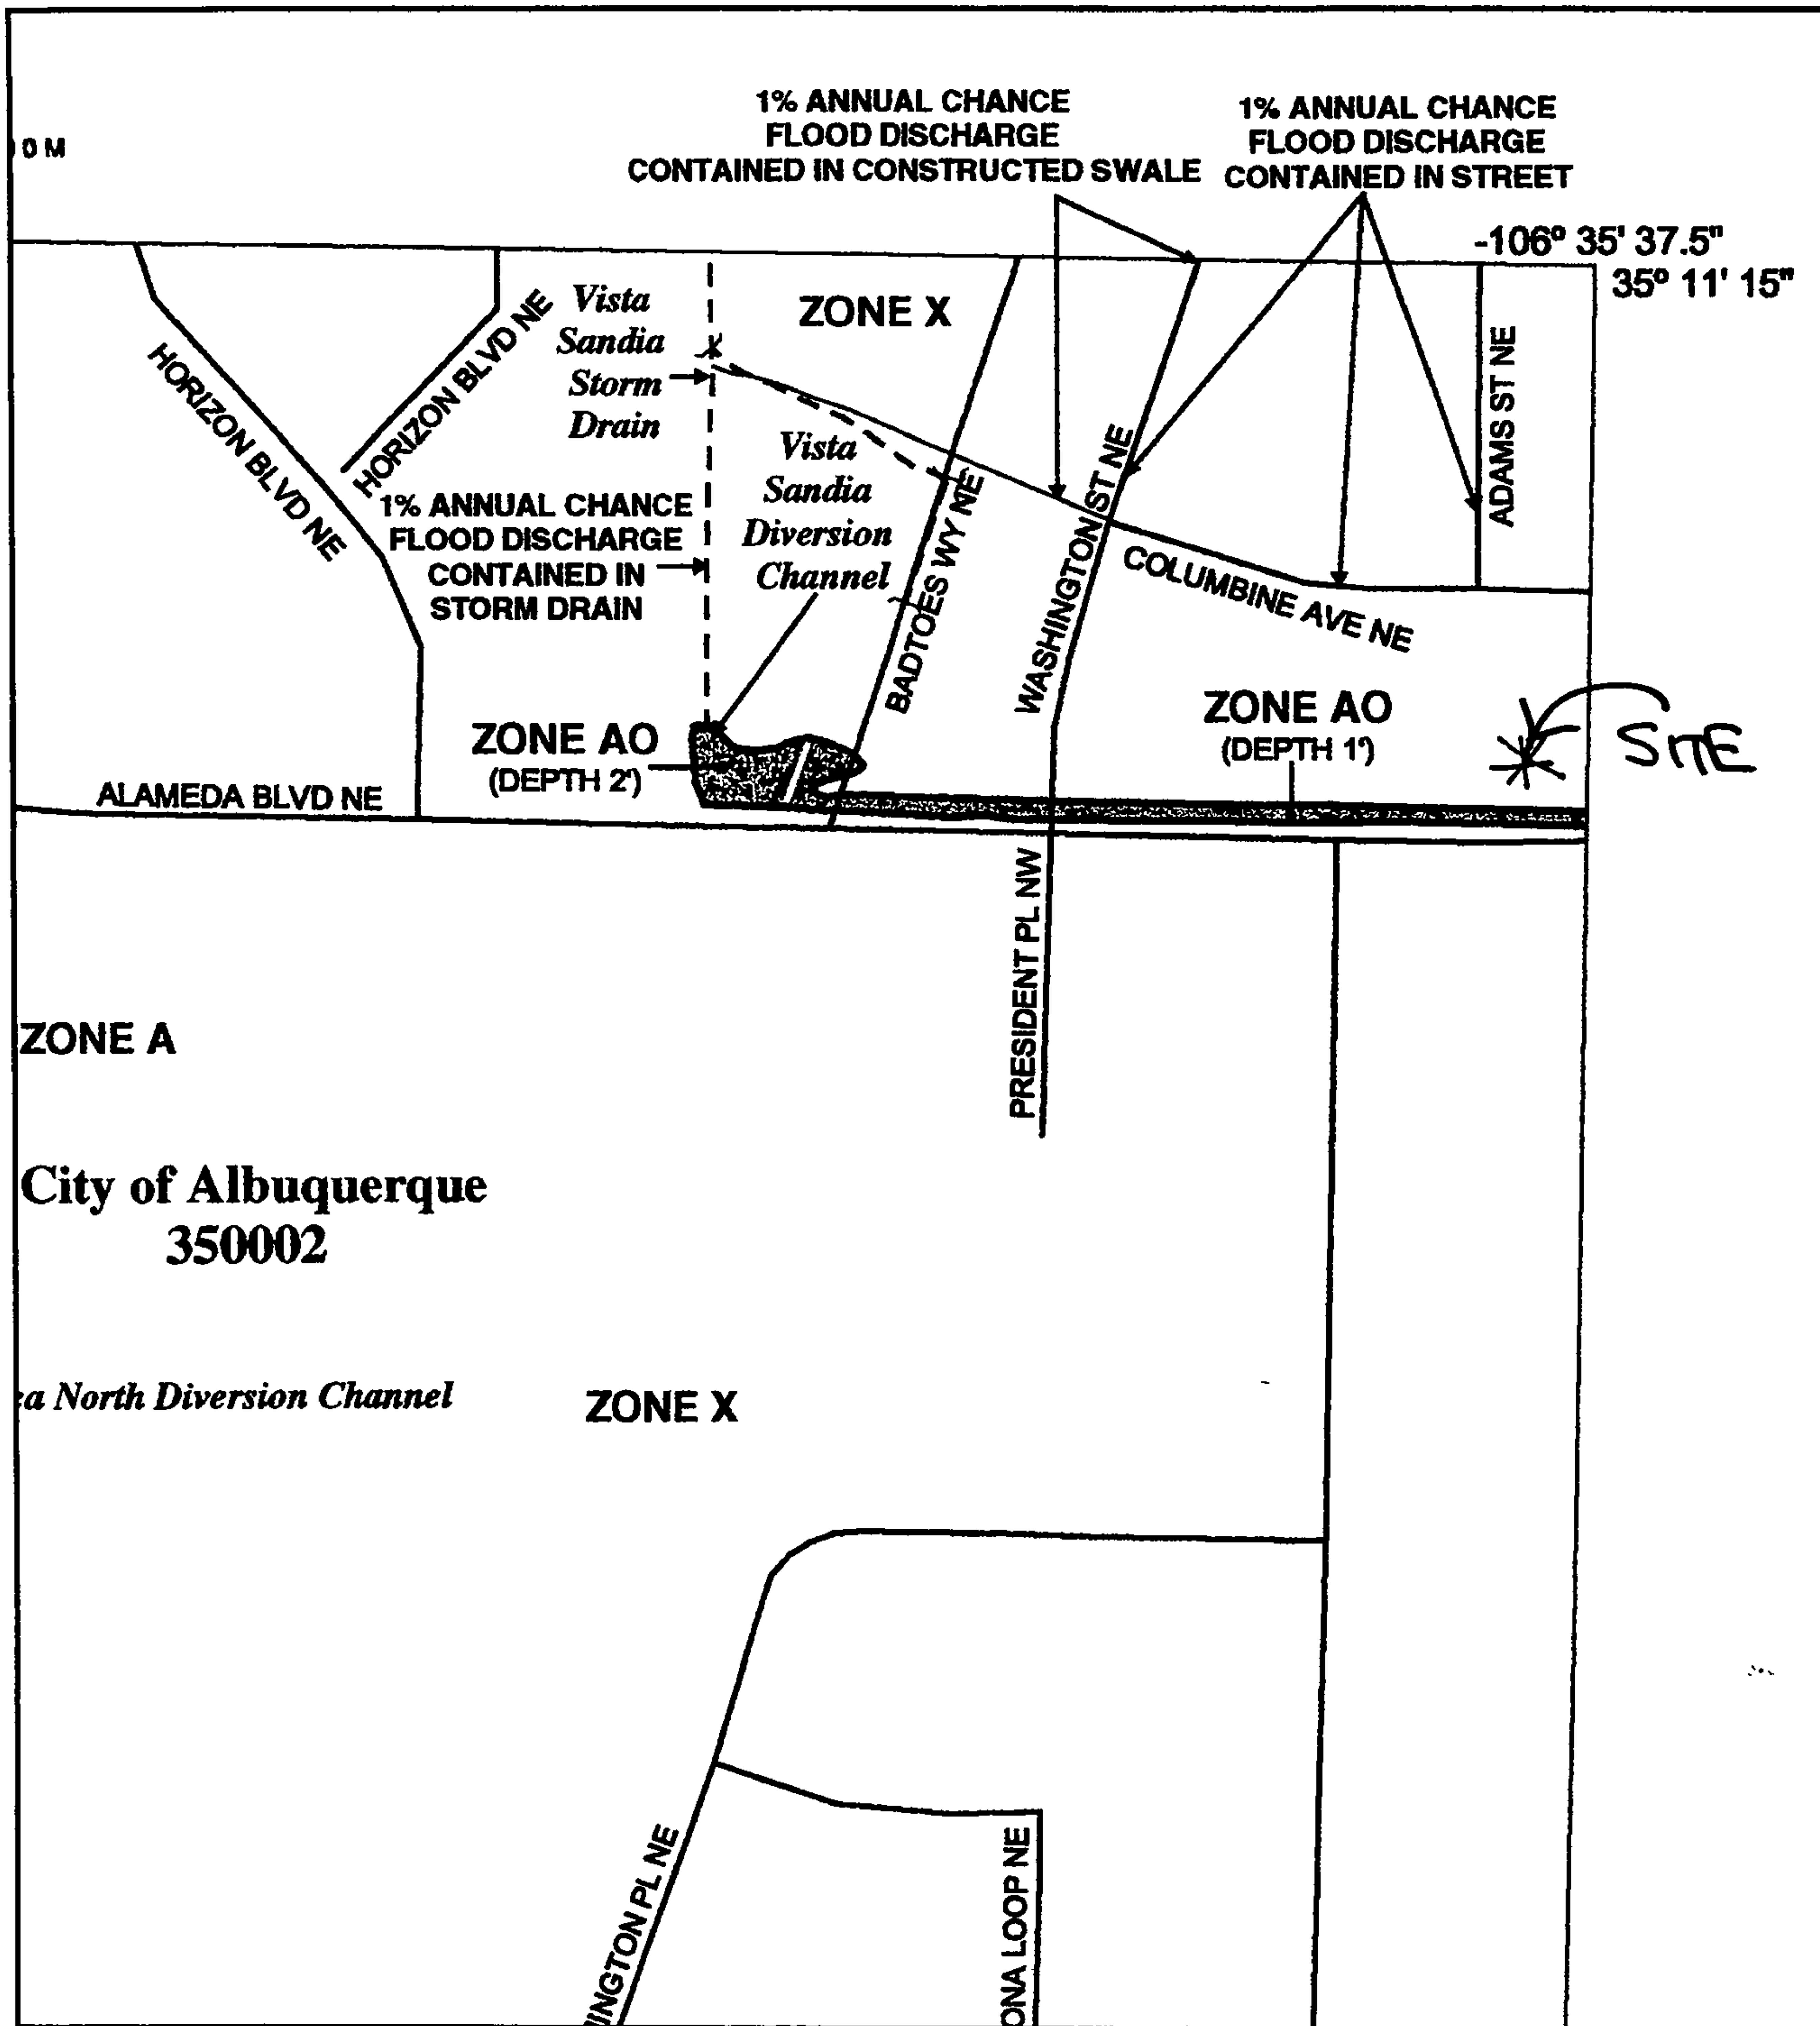 1% ANNUAL CHANCE
FLOOD DISCHARGE
CONTAINED IN CONSTRUCTED SWALE
1% ANNUAL CHANCE
FLOOD DISCHARGE
CONTAINED IN STREET
0 M
-106º 35' 37.5"
35º 11' 15"
HORIZON BLVD NE
HORIZON BLVD NE
Vista
Sandia
Storm
Drain
ZONE X
ADAMS ST NE
Vista
Sandia
Diversion
Channel
1% ANNUAL CHANCE
FLOOD DISCHARGE
CONTAINED IN
STORM DRAIN
BADTOES WY NE
WASHINGTON ST NE
COLUMBINE AVE NE
ZONE AO
(DEPTH 2')
ZONE AO
(DEPTH 1')
SITE
ALAMEDA BLVD NE
PRESIDENT PL NW
ZONE A
City of Albuquerque
350002
a North Diversion Channel
ZONE X
INGTON PL NE
ONA LOOP NE